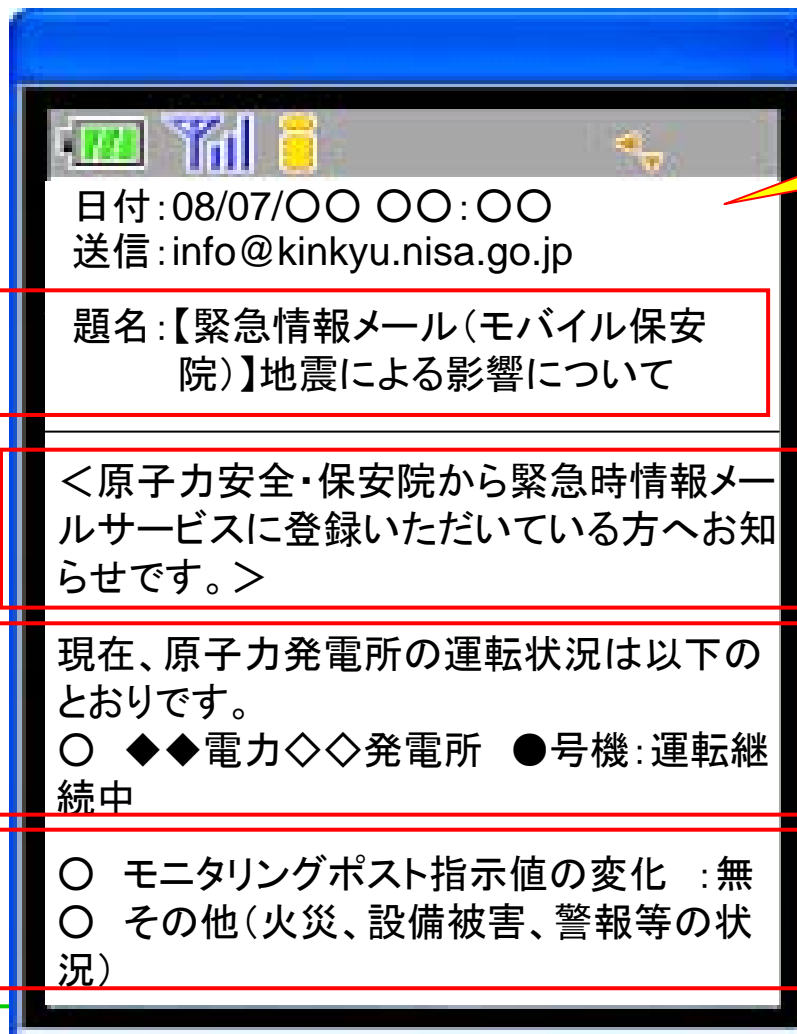 日付：08/07/〇〇 〇〇：〇〇
送信：info@kinkyu.nisa.go.jp
題名：【緊急情報メール（モバイル保安
院）】地震による影響について
＜原子力安全・保安院から緊急時情報メー
ルサービスに登録いただいている方へお知
らせです。＞
現在、原子力発電所の運転状況は以下の
とおりです。
〇　◆◆電力◇◇発電所　●号機：運転継
続中
〇　モニタリングポスト指示値の変化　：無
〇　その他（火災、設備被害、警報等の状
況）